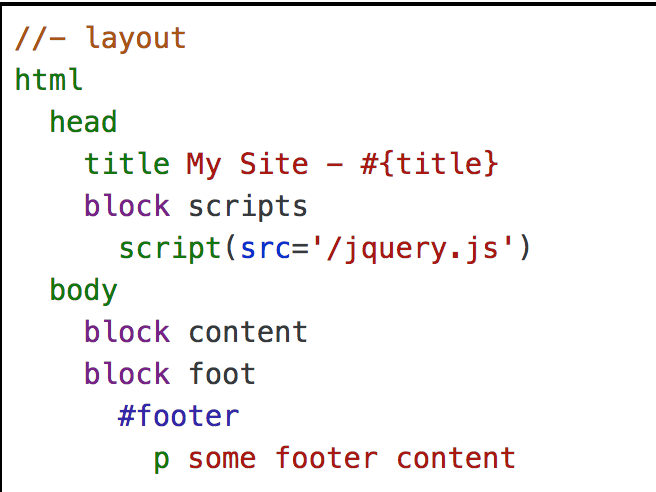 //- layout
html
  head
    title My Site - #{title}
    block scripts
      script(src='/jquery.js')
  body
    block content
    block foot
      #footer
        p some footer content